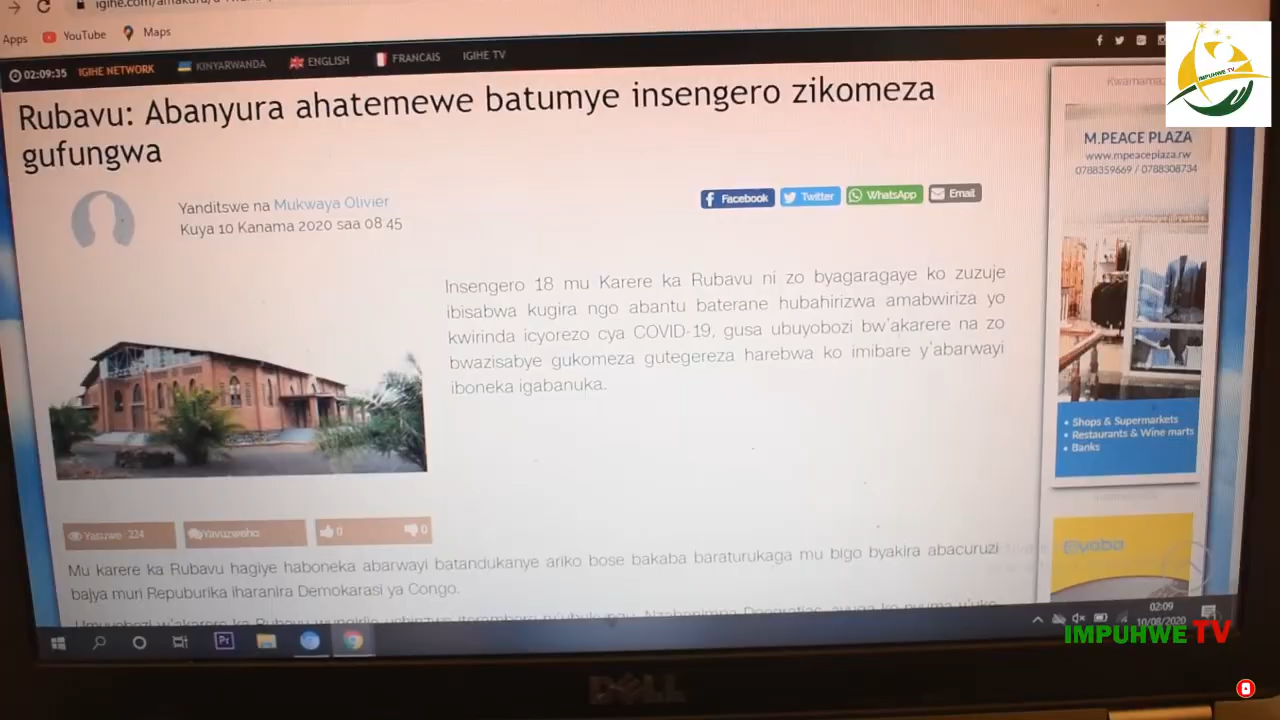 Apps YouTube Maps
02:09:35 IGIHE NETWORK KINYARWANDA ENGLISH FRANCAIS IGIHE TV
IMPUHWE TV
Rubavu: Abanyura ahatemewe batumye insengero zikomeza
gufungwa
Yanditswe na Mukwaya Olivier
Kuya 10 Kanama 2020 saa 08 45
Facebook Twitter WhatsApp Email
Insengero 18 mu Karere ka Rubavu ni zo byagaragaye ko zuzuje
ibisabwa kugira ngo abantu baterane hubahirizwa amabwiriza yo
kwirinda icyorezo cya COVID-19, gusa ubuyobozi bw'akarere na zo
bwazisabye gukomeza gutegereza harebwa ko imibare y'abarwayi
iboneka igabanuka.
Yasuwe 224
0 0
Mu karere ka Rubavu hagiye haboneka abarwayi batandukanye ariko bose bakaba baraturukaga mu bigo byakira abacuruzi
bajya muri Repuburika iharanira Demokarasi ya Congo.
M.PEACE PLAZA
www.mpeaceplaza.rw
0788359669 / 0788308734
• Shops & Supermarkets
• Restaurants & Wine marts
• Banks
Pr
02:09
10/08/2020
IMPUHWE TV
DELL